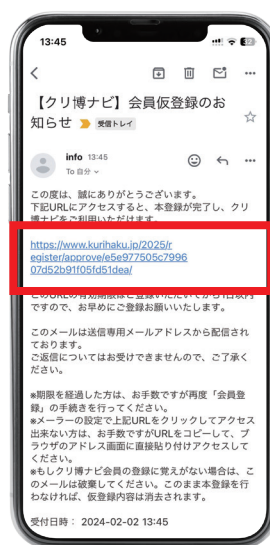 13:45
【クリ博ナビ】会員仮登録のお
知らせ 受信トレイ
info 13:45
To 自分
この度は、誠にありがとうございます。
下記URLにアクセスすると、本登録が完了し、クリ
博ナビをご利用いただけます。
https://www.kurihaku.jp/2025/r
egister/approve/e5e977505c7996
07d52b91f05fd51dea/
このURLの有効期限はご登録いただいてから1日以内
ですので、お早めにご登録お願いいたします。
このメールは送信専用メールアドレスから配信され
ております。
ご返信についてはお受けできませんので、ご了承く
ださい。
※期限を経過した方は、お手数ですが再度「会員登
録」の手続きを行ってください。
※メーラーの設定で上記URLをクリックしてアクセス
出来ない方は、お手数ですがURLをコピーして、ブ
ラウザのアドレス画面に直接貼り付けアクセスして
ください。
※もしクリ博ナビ会員の登録に覚えがない場合は、こ
のメールは破棄してください。このまま本登録を行
わなければ、仮登録内容は消去されます。
受付日時： 2024-02-02 13:45